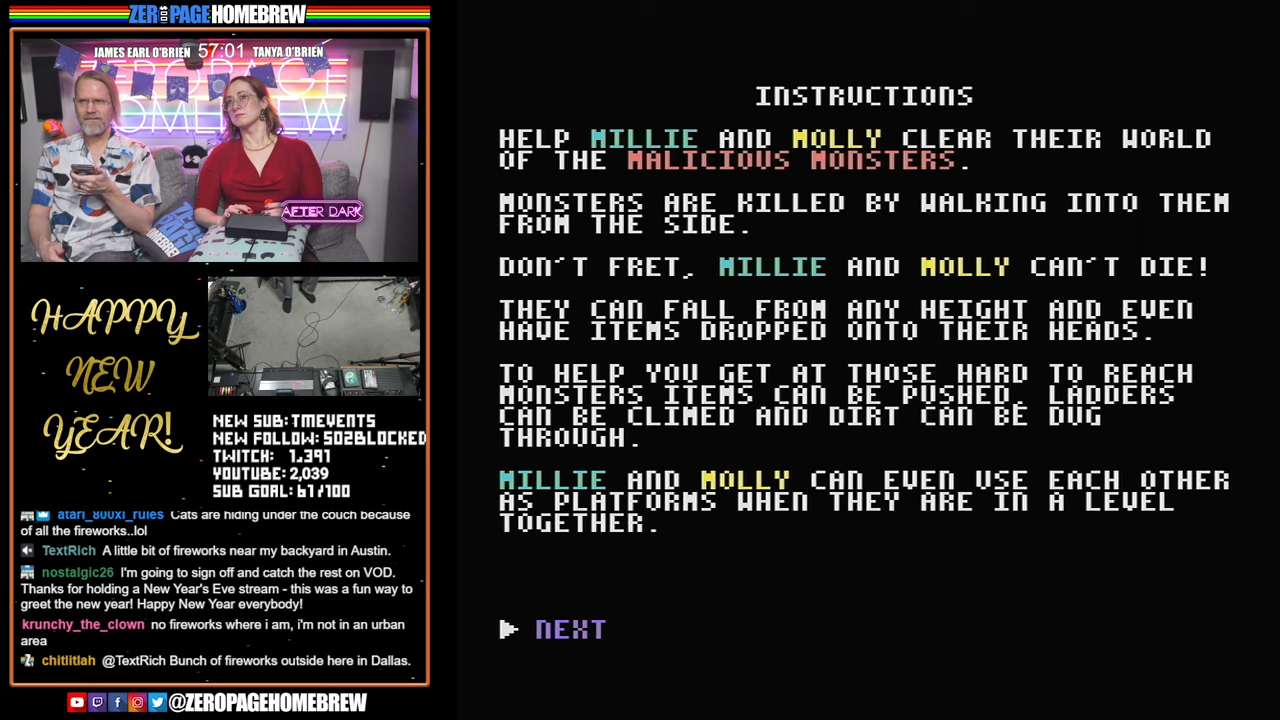 ZEROPAGE HOMEBREW
JAMES EARL O'BRIEN 57:01 TANYA O'BRIEN
AFTER DARK
HAPPY
NEW
YEAR!
NEW SUB: TMEVENTS
NEW FOLLOW: SO2BLOCKED
TWITCH: 1,391
YOUTUBE: 2,039
SUB GOAL: 67/100
atari_800xl_rules Cats are hiding under the couch because
of all the fireworks..lol
TextRich A little bit of fireworks near my backyard in Austin.
nostalgic26 I'm going to sign off and catch the rest on VOD.
Thanks for holding a New Year's Eve stream - this was a fun way to
greet the new year! Happy New Year everybody!
krunchy_the_clown no fireworks where i am, i'm not in an urban
area
chitlitlah @TextRich Bunch of fireworks outside here in Dallas.
@ZEROPAGEHOMEBREW
INSTRUCTIONS
HELP MILLIE AND MOLLY CLEAR THEIR WORLD
OF THE MALICIOUS MONSTERS.
MONSTERS ARE KILLED BY WALKING INTO THEM
FROM THE SIDE.
DON'T FRET, MILLIE AND MOLLY CAN'T DIE!
THEY CAN FALL FROM ANY HEIGHT AND EVEN
HAVE ITEMS DROPPED ONTO THEIR HEADS.
TO HELP YOU GET AT THOSE HARD TO REACH
MONSTERS ITEMS CAN BE PUSHED, LADDERS
CAN BE CLIMED AND DIRT CAN BE DUG
THROUGH.
MILLIE AND MOLLY CAN EVEN USE EACH OTHER
AS PLATFORMS WHEN THEY ARE IN A LEVEL
TOGETHER.
NEXT